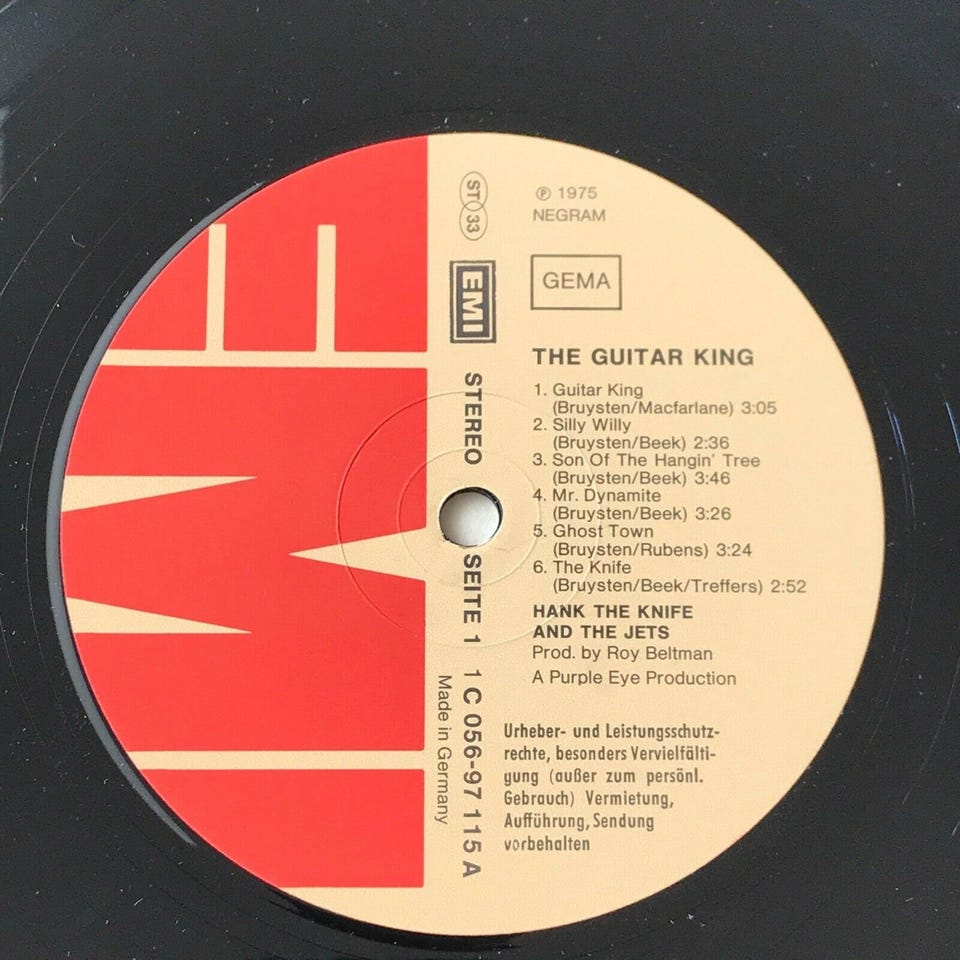 EMI
ST 33
EMI
STEREO SEITE 1 1 C 056-97 115 A
Made in Germany
℗ 1975
NEGRAM
GEMA
THE GUITAR KING
1. Guitar King
(Bruysten/Macfarlane) 3:05
2. Silly Willy
(Bruysten/Beek) 2:36
3. Son Of The Hangin' Tree
(Bruysten/Beek) 3:46
4. Mr. Dynamite
(Bruysten/Beek) 3:26
5. Ghost Town
(Bruysten/Rubens) 3:24
6. The Knife
(Bruysten/Beek/Treffers) 2:52
HANK THE KNIFE
AND THE JETS
Prod. by Roy Beltman
A Purple Eye Production
Urheber- und Leistungsschutz-
rechte, besonders Vervielfälti-
gung (außer zum persönl.
Gebrauch) Vermietung,
Aufführung, Sendung
vorbehalten